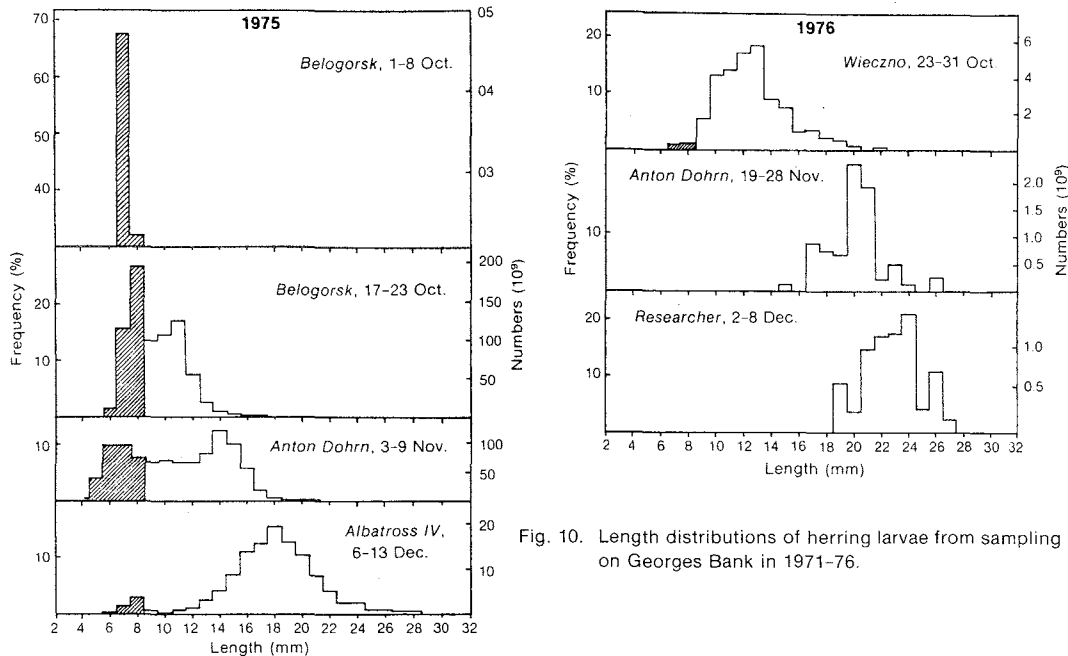 1975
70
60
50
40
05
04
03
Belogorsk, 1-8 Oct.
20
10
200
150
100
50
Belogorsk, 17-23 Oct.
10
100
50
Anton Dohrn, 3-9 Nov.
10
20
10
Albatross IV,
6-13 Dec.
Frequency (%)
Numbers (10⁹)
2 4 6 8 10 12 14 16 18 20 22 24 26 28 32
Length (mm)
1976
20
10
6
4
2
Wieczno, 23-31 Oct.
10
2.0
1.5
1.0
0.5
Anton Dohrn, 19-28 Nov.
20
10
1.0
0.5
Researcher, 2-8 Dec.
Frequency (%)
Numbers (10⁹)
2 4 6 8 10 12 14 16 18 20 22 24 26 28 32
Length (mm)
Fig. 10. Length distributions of herring larvae from sampling
on Georges Bank in 1971-76.